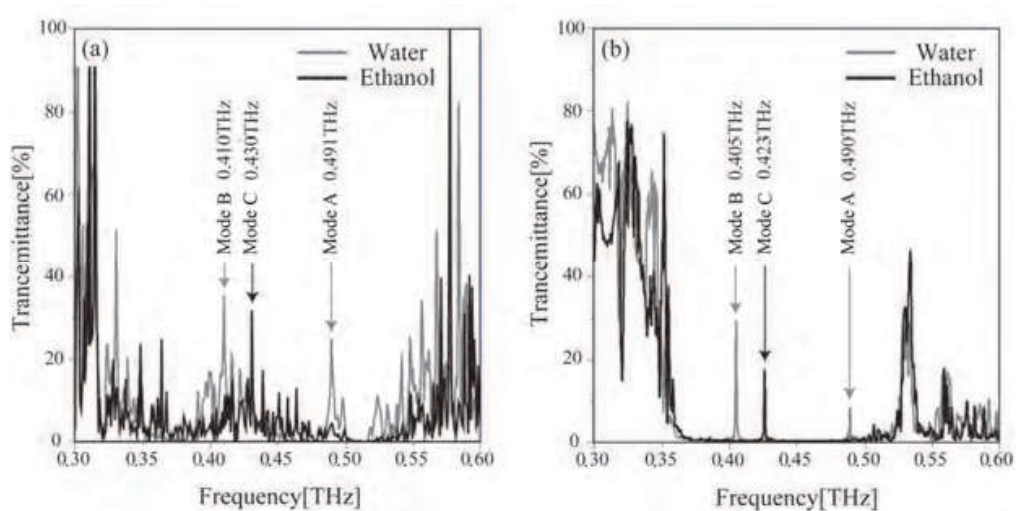 (a)
Water
Ethanol
Mode B 0.410THz
Mode C 0.430THz
Mode A 0.491THz
Trancemittance[%]
100
80
60
40
20
0
0.30
0.35
0.40
0.45
0.50
0.55
0.60
Frequency[THz]
(b)
Water
Ethanol
Mode B 0.405THz
Mode C 0.423THz
Mode A 0.490THz
Trancemittance[%]
100
80
60
40
20
0
0.30
0.35
0.40
0.45
0.50
0.55
0.60
Frequency[THz]